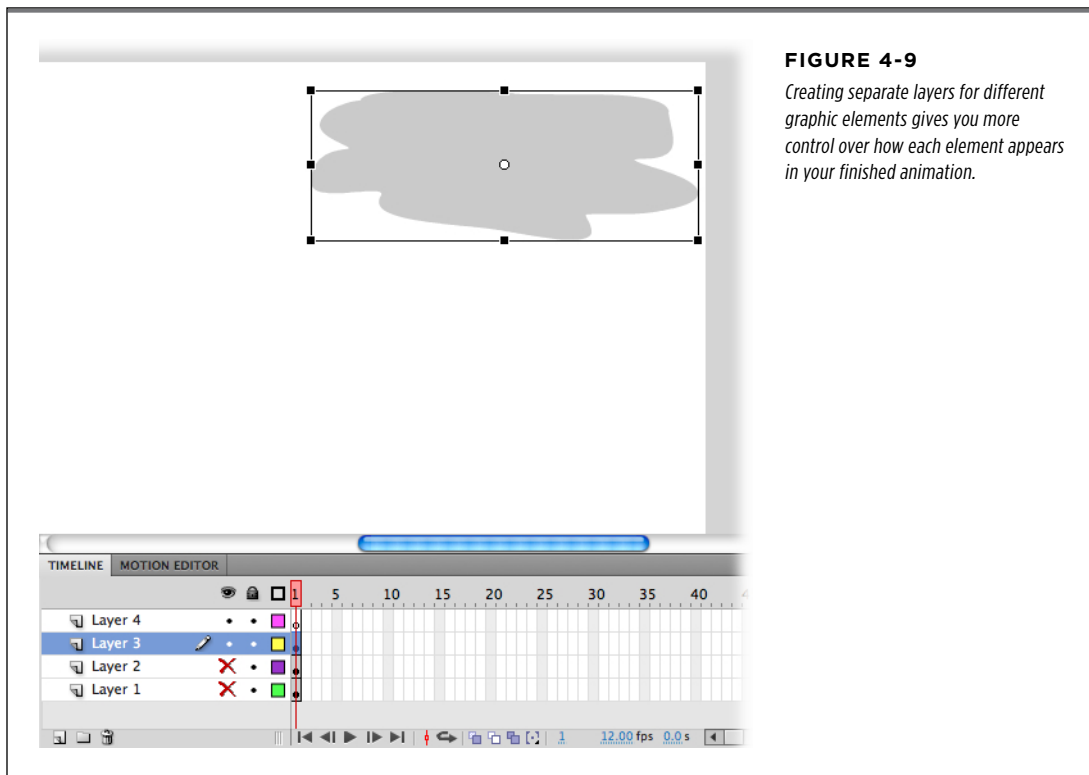 FIGURE 4-9
Creating separate layers for different
graphic elements gives you more
control over how each element appears
in your finished animation.
TIMELINE MOTION EDITOR
1 5 10 15 20 25 30 35 40
Layer 4
Layer 3
Layer 2
Layer 1
1 12.00 fps 0.0 s